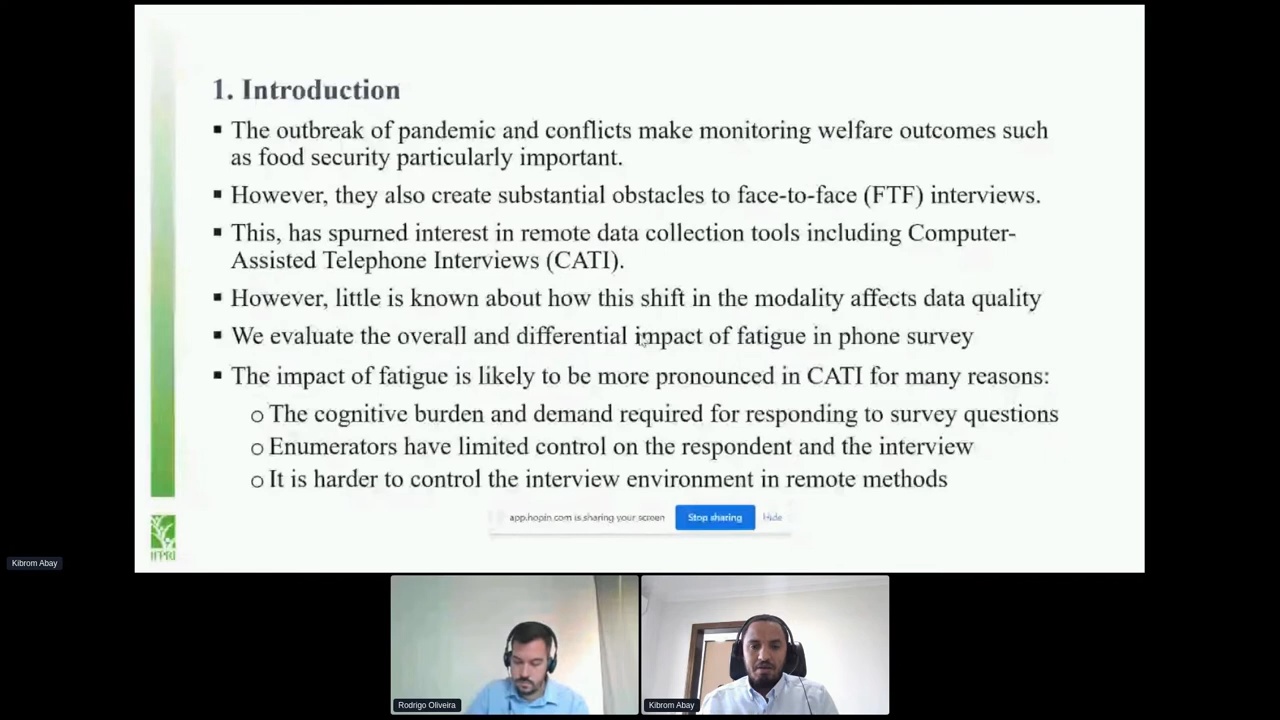 1. Introduction
▪ The outbreak of pandemic and conflicts make monitoring welfare outcomes such
as food security particularly important.
▪ However, they also create substantial obstacles to face-to-face (FTF) interviews.
▪ This, has spurned interest in remote data collection tools including Computer-
Assisted Telephone Interviews (CATI).
▪ However, little is known about how this shift in the modality affects data quality
▪ We evaluate the overall and differential impact of fatigue in phone survey
▪ The impact of fatigue is likely to be more pronounced in CATI for many reasons:
o The cognitive burden and demand required for responding to survey questions
o Enumerators have limited control on the respondent and the interview
o It is harder to control the interview environment in remote methods
app.hopin.com is sharing your screen Stop sharing Hide
IFPRI
Kibrom Abay
Rodrigo Oliveira
Kibrom Abay